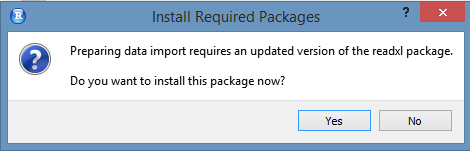 Install Required Packages
Preparing data import requires an updated version of the readxl package.
Do you want to install this package now?
Yes
No